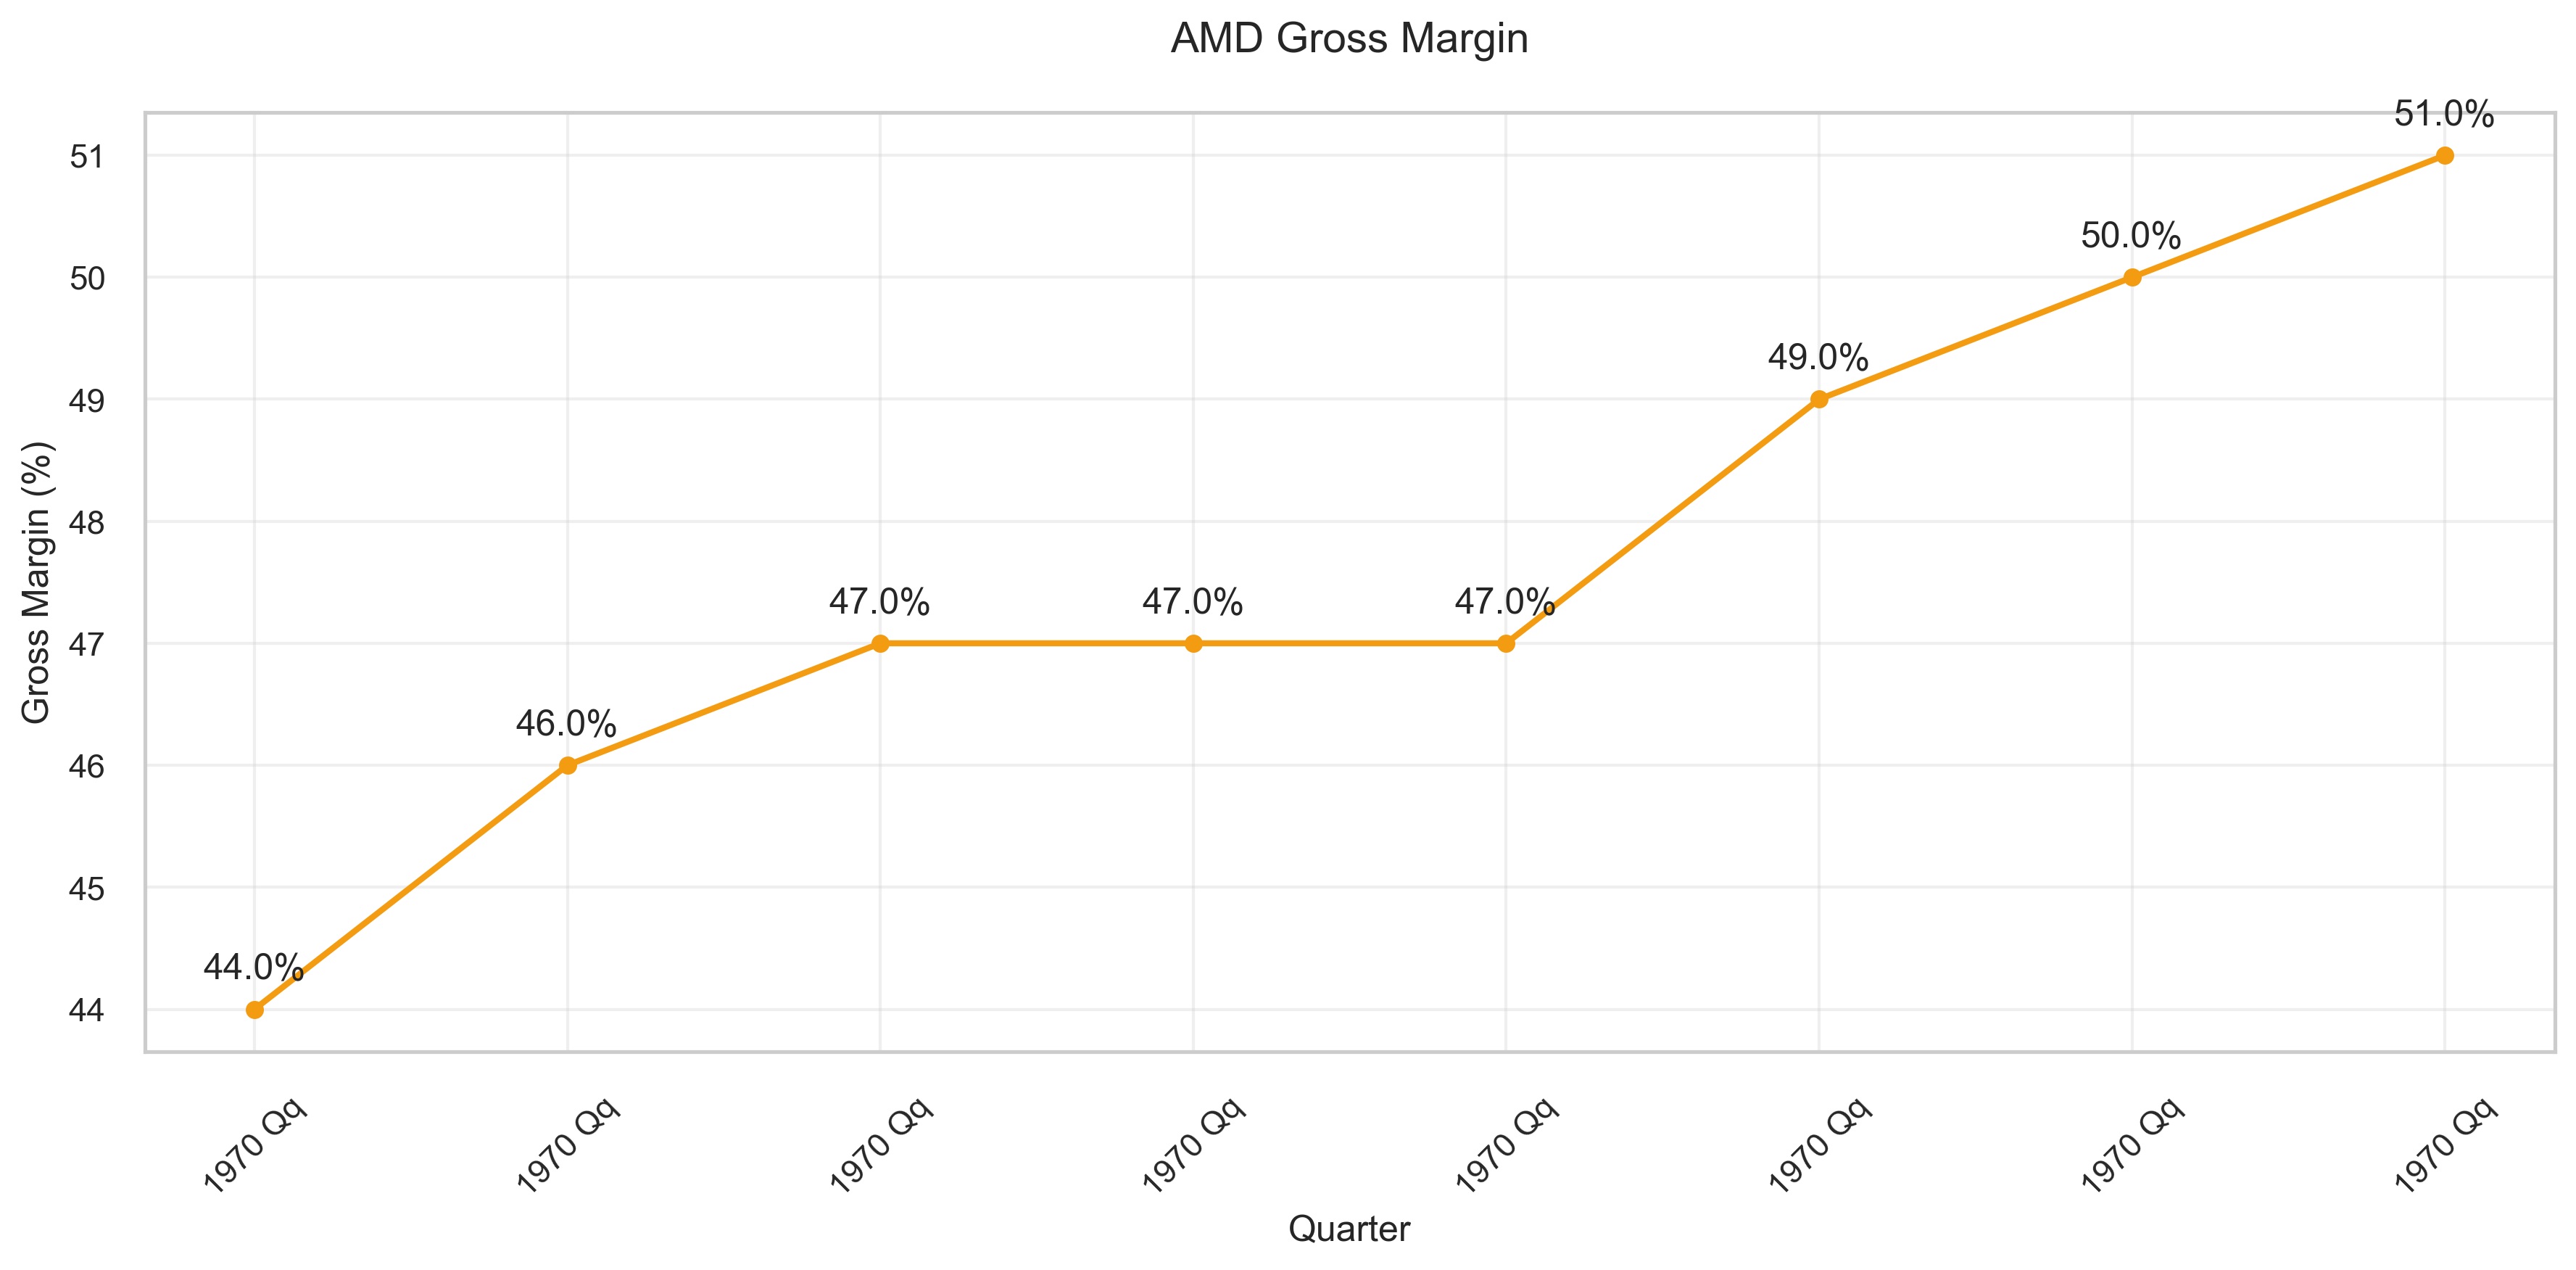 AMD Gross Margin
51.0%
51
50.0%
50
49.0%
49
48
47.0% 47.0% 47.0%
47
46.0%
46
45
44.0%
44
Gross Margin (%)
1970 Qq 1970 Qq 1970 Qq 1970 Qq 1970 Qq 1970 Qq 1970 Qq 1970 Qq
Quarter